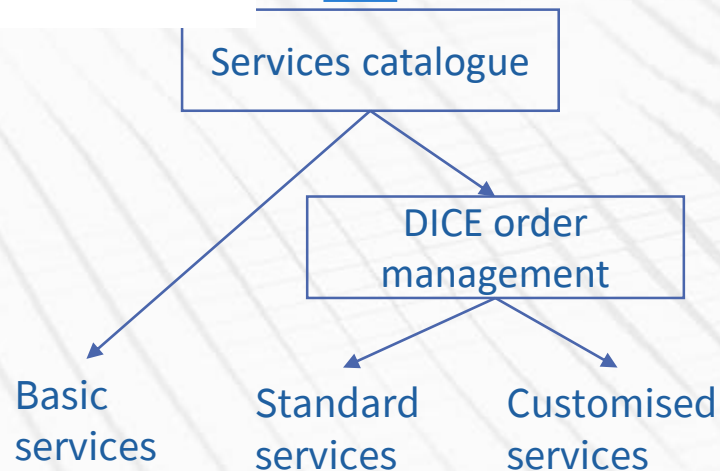 Services catalogue
DICE order
management
Basic
services
Standard
services
Customised
services